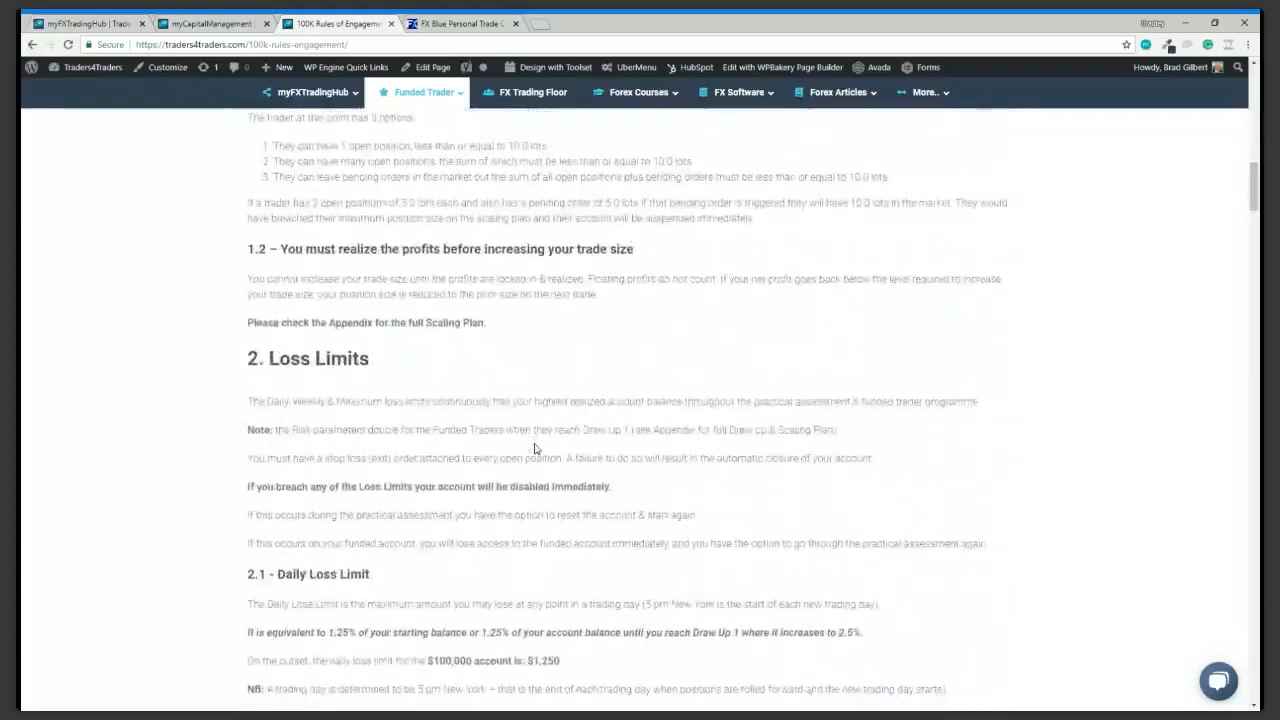 myFXTradingHub | Trade
myCapitalManagement |
100K Rules of Engageme
FX Blue Personal Trade C
Bradley
Secure
https://traders4traders.com/100k-rules-engagement/
Traders4Traders
Customize
1
0
New
WP Engine Quick Links
Edit Page
Design with Toolset
UberMenu
HubSpot
Edit with WPBakery Page Builder
Avada
Forms
Howdy, Brad Gilbert
myFXTradingHub
Funded Trader
FX Trading Floor
Forex Courses
FX Software
Forex Articles
More..
The trader at this point has 3 options:
1 They can have 1 open position, less than or equal to 10.0 lots
2 They can have many open positions, the sum of which must be less than or equal to 10.0 lots
3 They can leave pending orders in the market but the sum of all open positions plus pending orders must be less than or equal to 10.0 lots.
If a trader has 2 open positions of lots each and also has a pending order of 5.0 lots if that pending order is triggered they will have lots in the market. They would
have breached their maximum position size on the scaling plan and their account will be suspended immediately.
1.2 – You must realize the profits before increasing your trade size
You cannot increase your trade size until the profits are locked in & realized. Floating profits do not count. If your net profit goes back below the level required to increase
your trade size, your position size is reduced to the prior size on the next trade.
Please check the Appendix for the full Scaling Plan.
2. Loss Limits
The Daily, Weekly & Maximum loss limits continuously trail your highest realized account balance throughout the practical assessment & funded trader programme
Note: the Risk parameters double for the Funded Traders when they reach Draw Up 1 (see Appendix for full Draw up & Scaling Plan)
You must have a stop loss (exit) order attached to every open position. A failure to do so will result in the automatic closure of your account
If you breach any of the Loss Limits your account will be disabled immediately.
If this occurs during the practical assessment you have the option to reset the account & start again
If this occurs on your funded account, you will lose access to the funded account immediately, and you have the option to go through the practical assessment again.
2.1 - Daily Loss Limit
The Daily Loss Limit is the maximum amount you may lose at any point in a trading day (5 pm New York is the start of each new trading day).
It is equivalent to 1.25% of your starting balance or 1.25% of your account balance until you reach Draw Up 1 where it increases to 2.5%.
On the outset, the daily loss limit for the $100,000 account is: $1,250
NB: A trading day is determined to be 5 pm New York – that is the end of each trading day when positions are rolled forward and the new trading day starts).